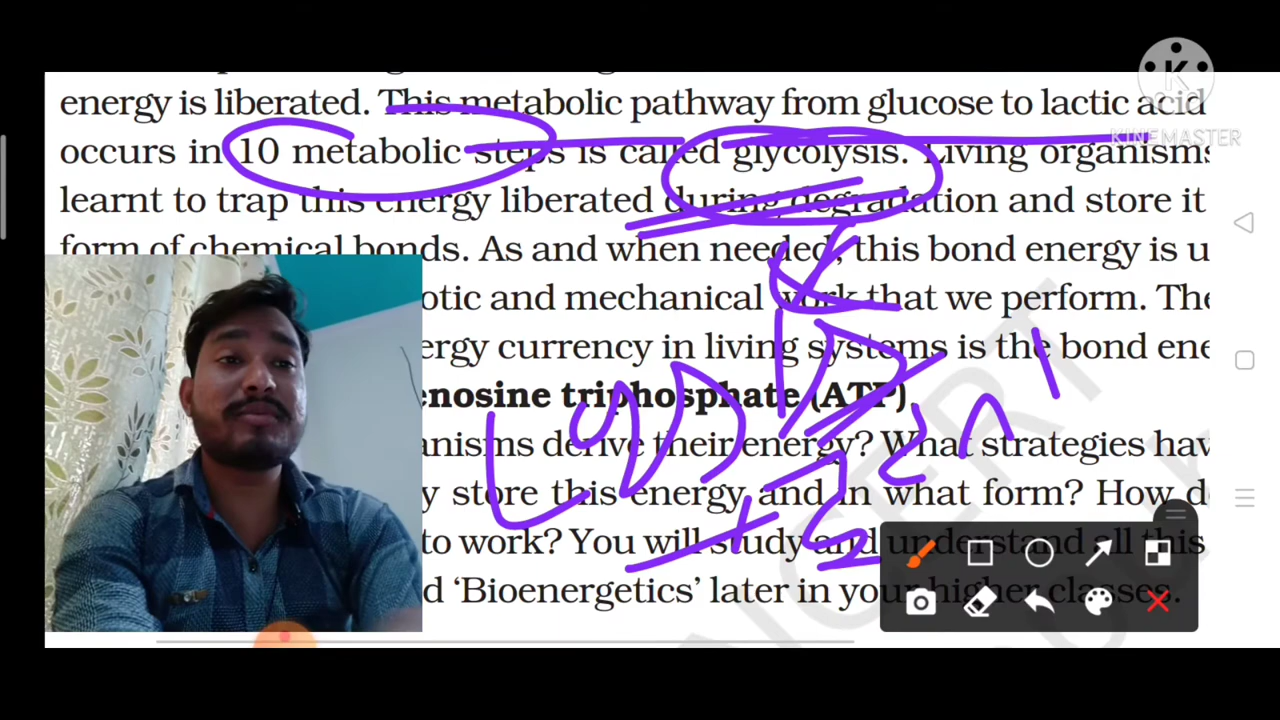 energy is liberated. This metabolic pathway from glucose to lactic acid
KINEMASTER
occurs in 10 metabolic steps is called glycolysis. Living organisms
learnt to trap this energy liberated during degradation and store it
form of chemical bonds. As and when needed, this bond energy is u
otic and mechanical work that we perform. The
ergy currency in living systems is the bond ene
enosine triphosphate (ATP).
anisms derive their energy? What strategies hav
y store this energy and in what form? How d
to work? You will study and understand all this
d ‘Bioenergetics’ later in your higher classes.